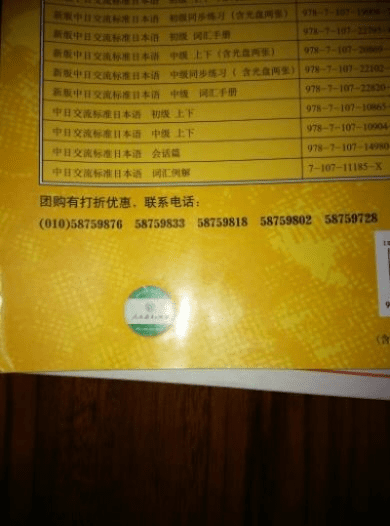 新版中日交流标准日本语 初级同步练习(含光盘两张)
新版中日交流标准日本语 初级 词汇手册 978-7-107-22795
新版中日交流标准日本语 中级 上下(含光盘两张)
新版中日交流标准日本语 中级同步练习( 含光盘两张) 978-7-107-22102
新版中日交流标准日本语 中级 词汇手册 978-7-107-22820
中日交流标准日本语 初级 上下 978-7-107-10865
中日交流标准日本语 中级 上下 978-7-107-10904
中日交流标准日本语 会话篇 978-7-107-14980
中日交流标准日本语 词汇例解 7-107-11185-X
团购有打折优惠,联系电话:
(010)58759876 58759833 58759818 58759802 58759728